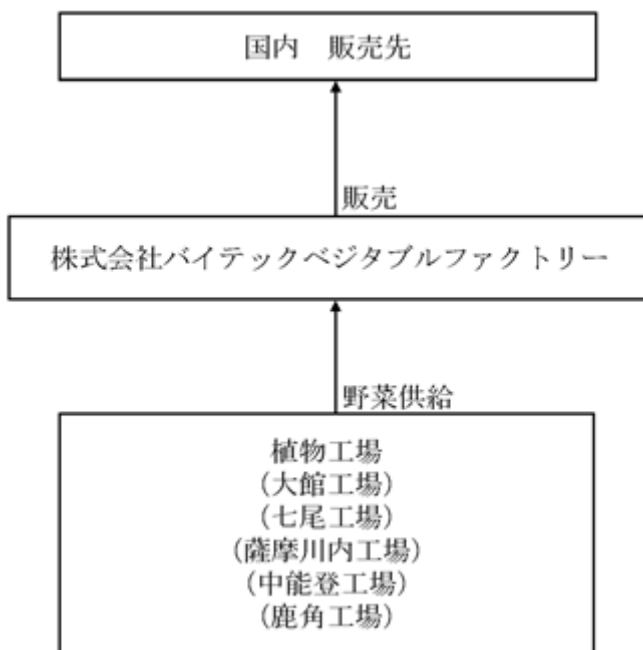 国内　販売先
販売
株式会社バイテックベジタブルファクトリー
野菜供給
植物工場
(大館工場)
(七尾工場)
(薩摩川内工場)
(中能登工場)
(鹿角工場)